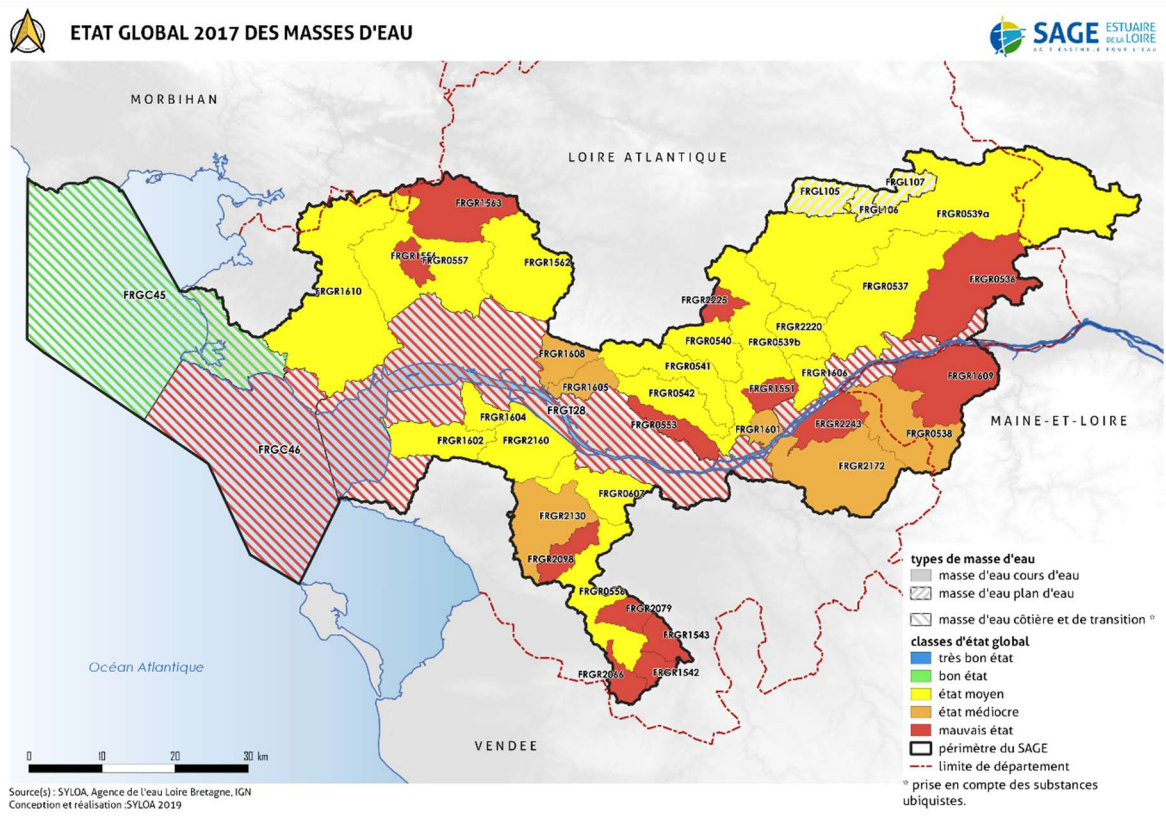 ETAT GLOBAL 2017 DES MASSES D'EAU
SAGE ESTUAIRE
DE LA LOIRE
MORBIHAN
LOIRE ATLANTIQUE
FRGL107
FRGL105
FRGL106
FRGR1563
FRGR0539a
FRGR0557
FRGR1562
FRGR0536
FRGR1610
FRGC45
FRGR0537
FRGR2225
FRGR2220
FRGR0540
FRGR0539b
FRGR1608
FRGR0541
FRGR1606
FRGR1609
FRGR1605
FRGR1551
FRGR0542
FRGT28
FRGR1604
FRGR0553
FRGR2243
MAINE-ET-LOIRE
FRGR1601
FRGR0538
FRGR1602
FRGR2160
FRGC46
FRGR2172
FRGR0607
FRGR2130
FRGR2098
FRGR0556
FRGR2079
FRGR1543
FRGR2066
FRGR1542
Océan Atlantique
VENDEE
types de masse d'eau
masse d'eau cours d'eau
masse d'eau plan d'eau
masse d'eau côtière et de transition *
classes d'état global
très bon état
bon état
état moyen
état médiocre
mauvais état
périmètre du SAGE
limite de département
* prise en compte des substances
ubiquistes.
0 10 20 30 km
Source(s) : SYLOA, Agence de l'eau Loire Bretagne, IGN
Conception et réalisation :SYLOA 2019